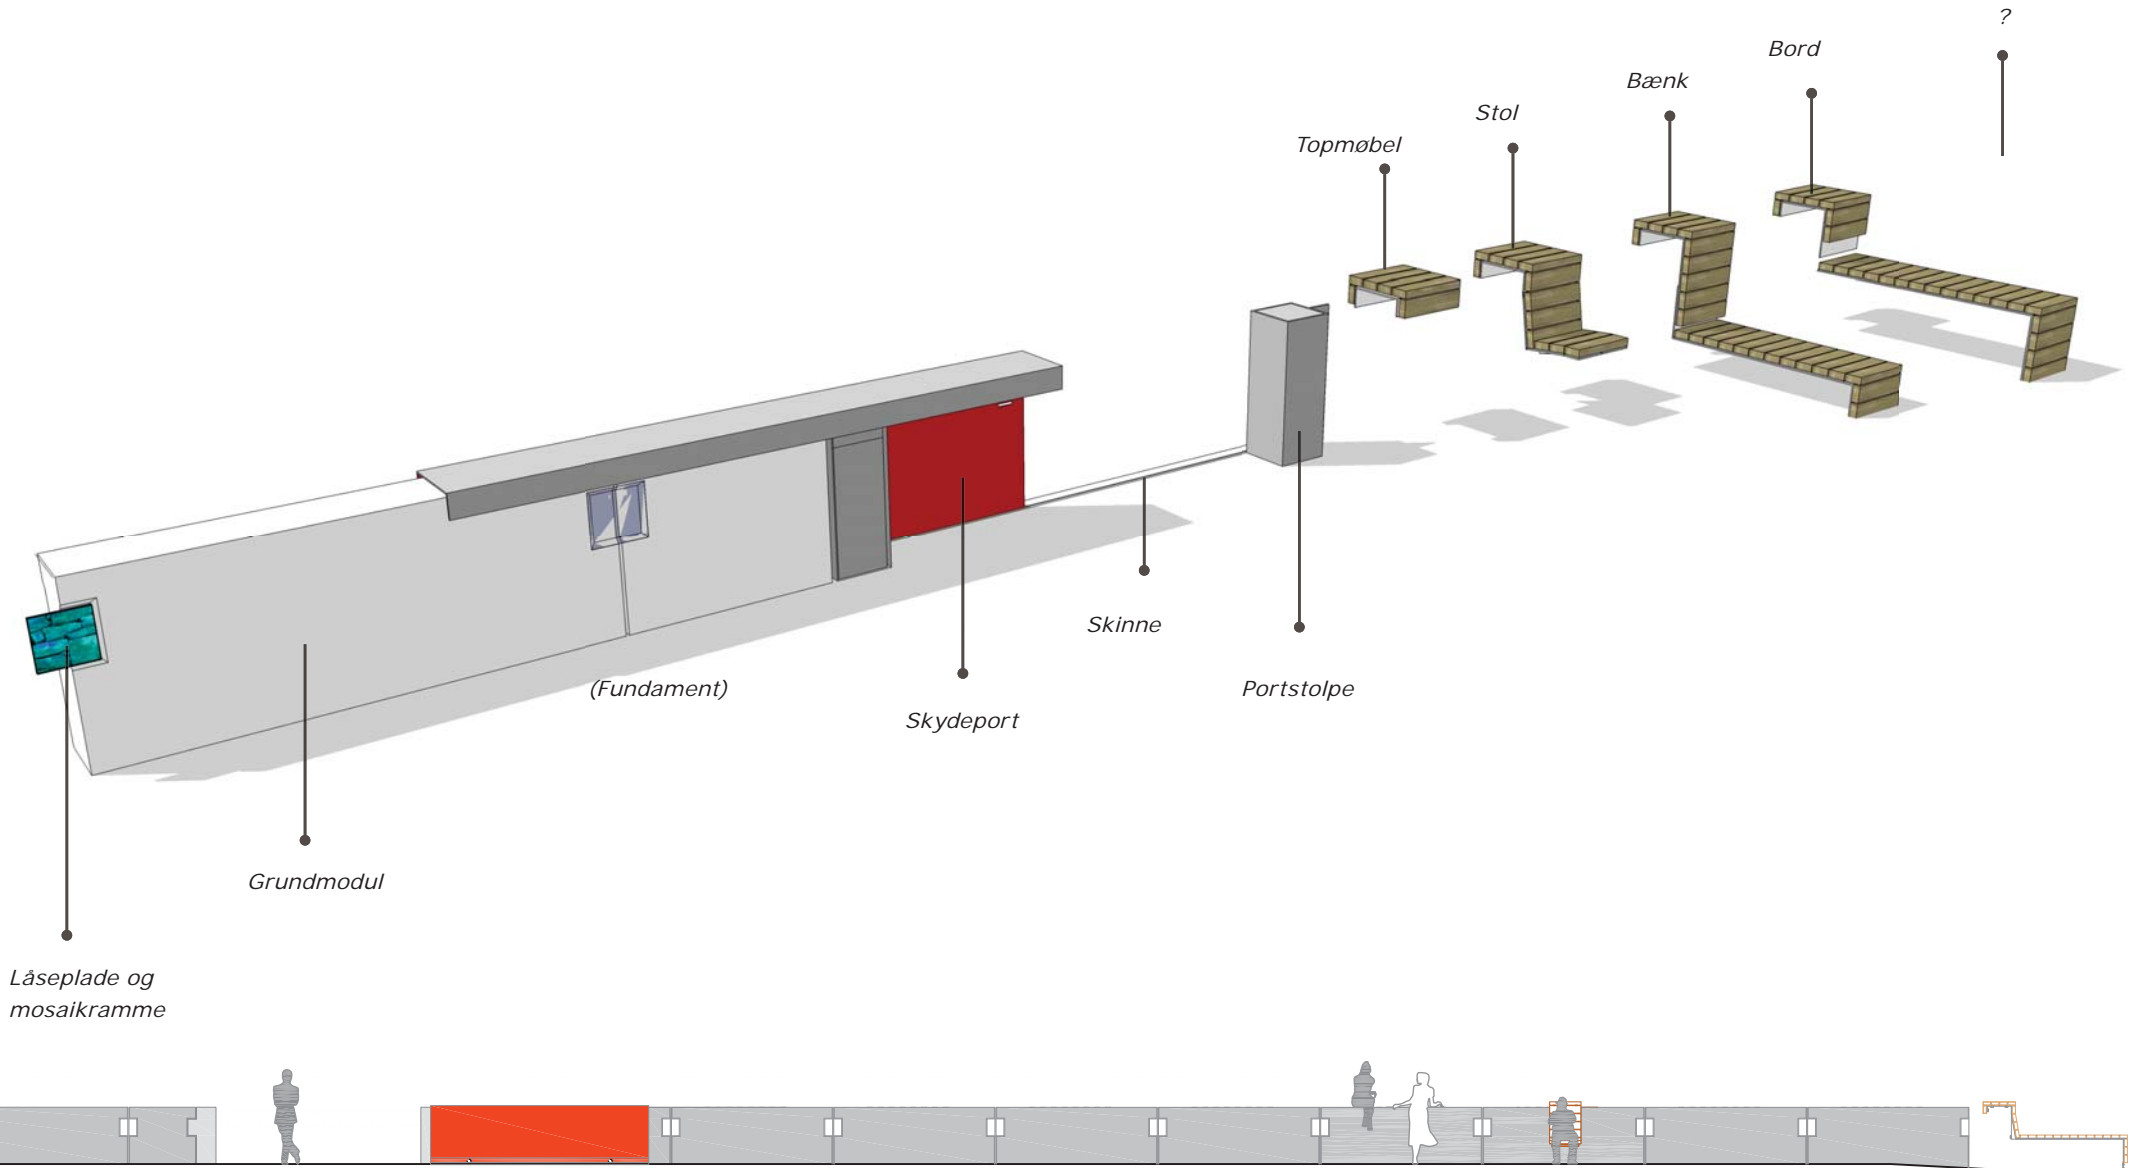 ?
Bord
Bænk
Stol
Topmøbel
Skinne
(Fundament)
Portstolpe
Skydeport
Grundmodul
Låseplade og
mosaikramme